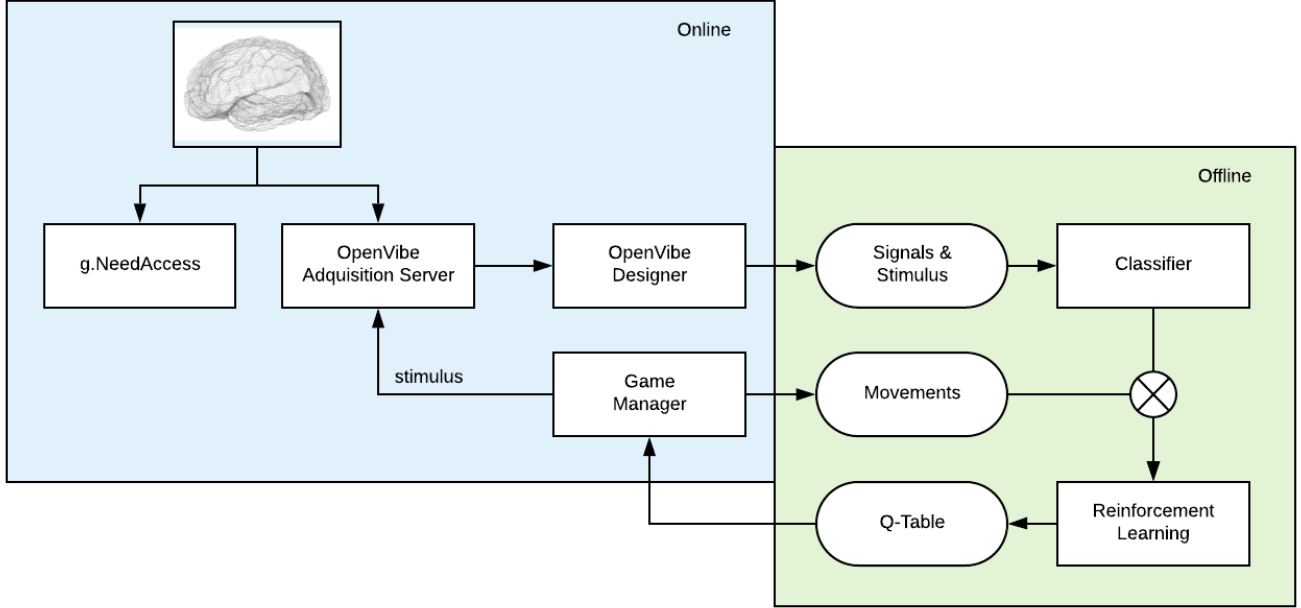 Online
Offline
g.NeedAccess
OpenVibe
Adquisition Server
OpenVibe
Designer
Signals &
Stimulus
Classifier
stimulus
Game
Manager
Movements
Q-Table
Reinforcement
Learning